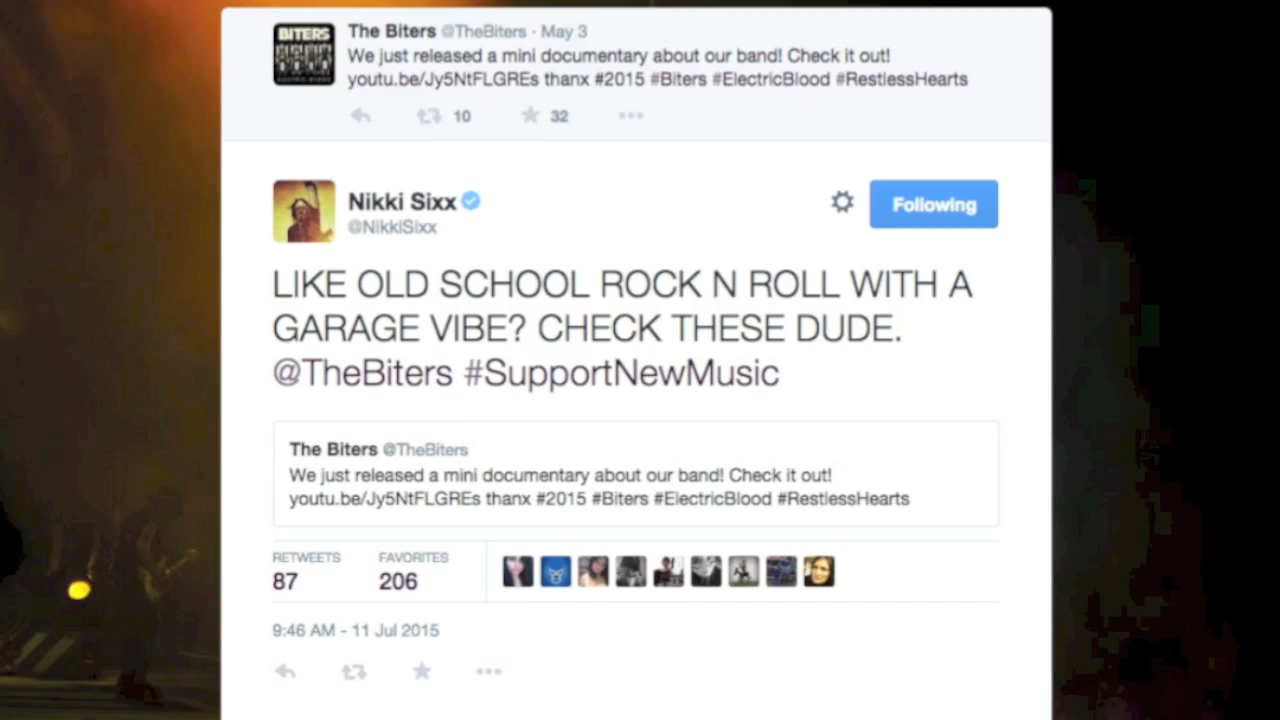 BITERS
The Biters @TheBiters · May 3
We just released a mini documentary about our band! Check it out!
youtu.be/Jy5NtFLGREs thanx #2015 #Biters #ElectricBlood #RestlessHearts
10 32
Nikki Sixx
@NikkiSixx
Following
LIKE OLD SCHOOL ROCK N ROLL WITH A
GARAGE VIBE? CHECK THESE DUDE.
@TheBiters #SupportNewMusic
The Biters @TheBiters
We just released a mini documentary about our band! Check it out!
youtu.be/Jy5NtFLGREs thanx #2015 #Biters #ElectricBlood #RestlessHearts
RETWEETS FAVORITES
87 206
9:46 AM - 11 Jul 2015